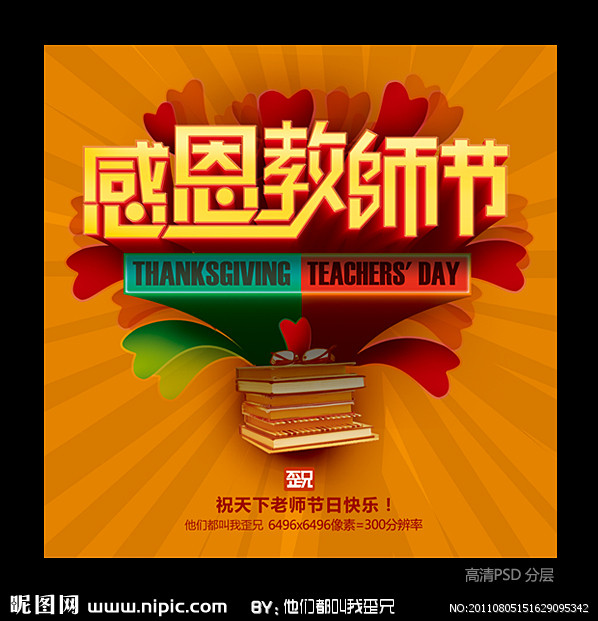 感恩教師节
THANKSGIVING TEACHERS' DAY
歪兄
祝天下老师节日快乐！
他们都叫我歪兄 6496x6496像素=300分辨率
高清PSD 分层
昵图网 www.nipic.com BY:他们都叫我歪兄 NO:20110805151629095342